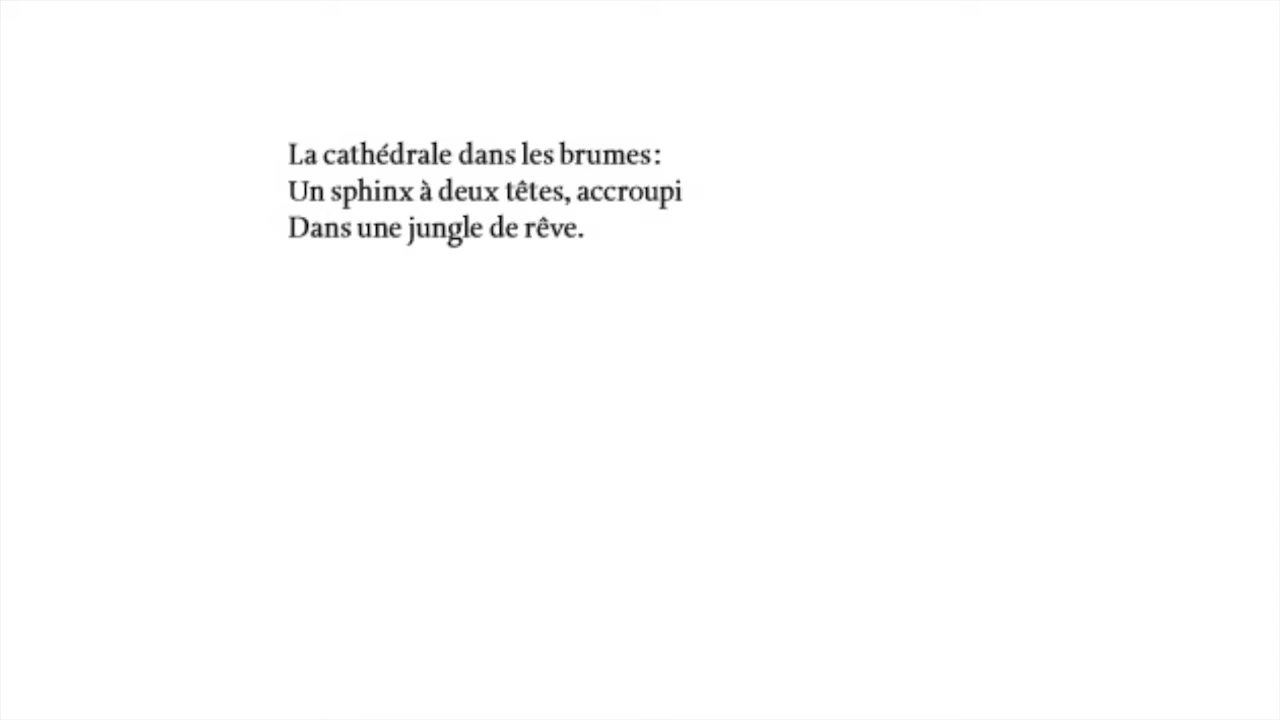 La cathédrale dans les brumes:
Un sphinx à deux têtes, accroupi
Dans une jungle de rêve.